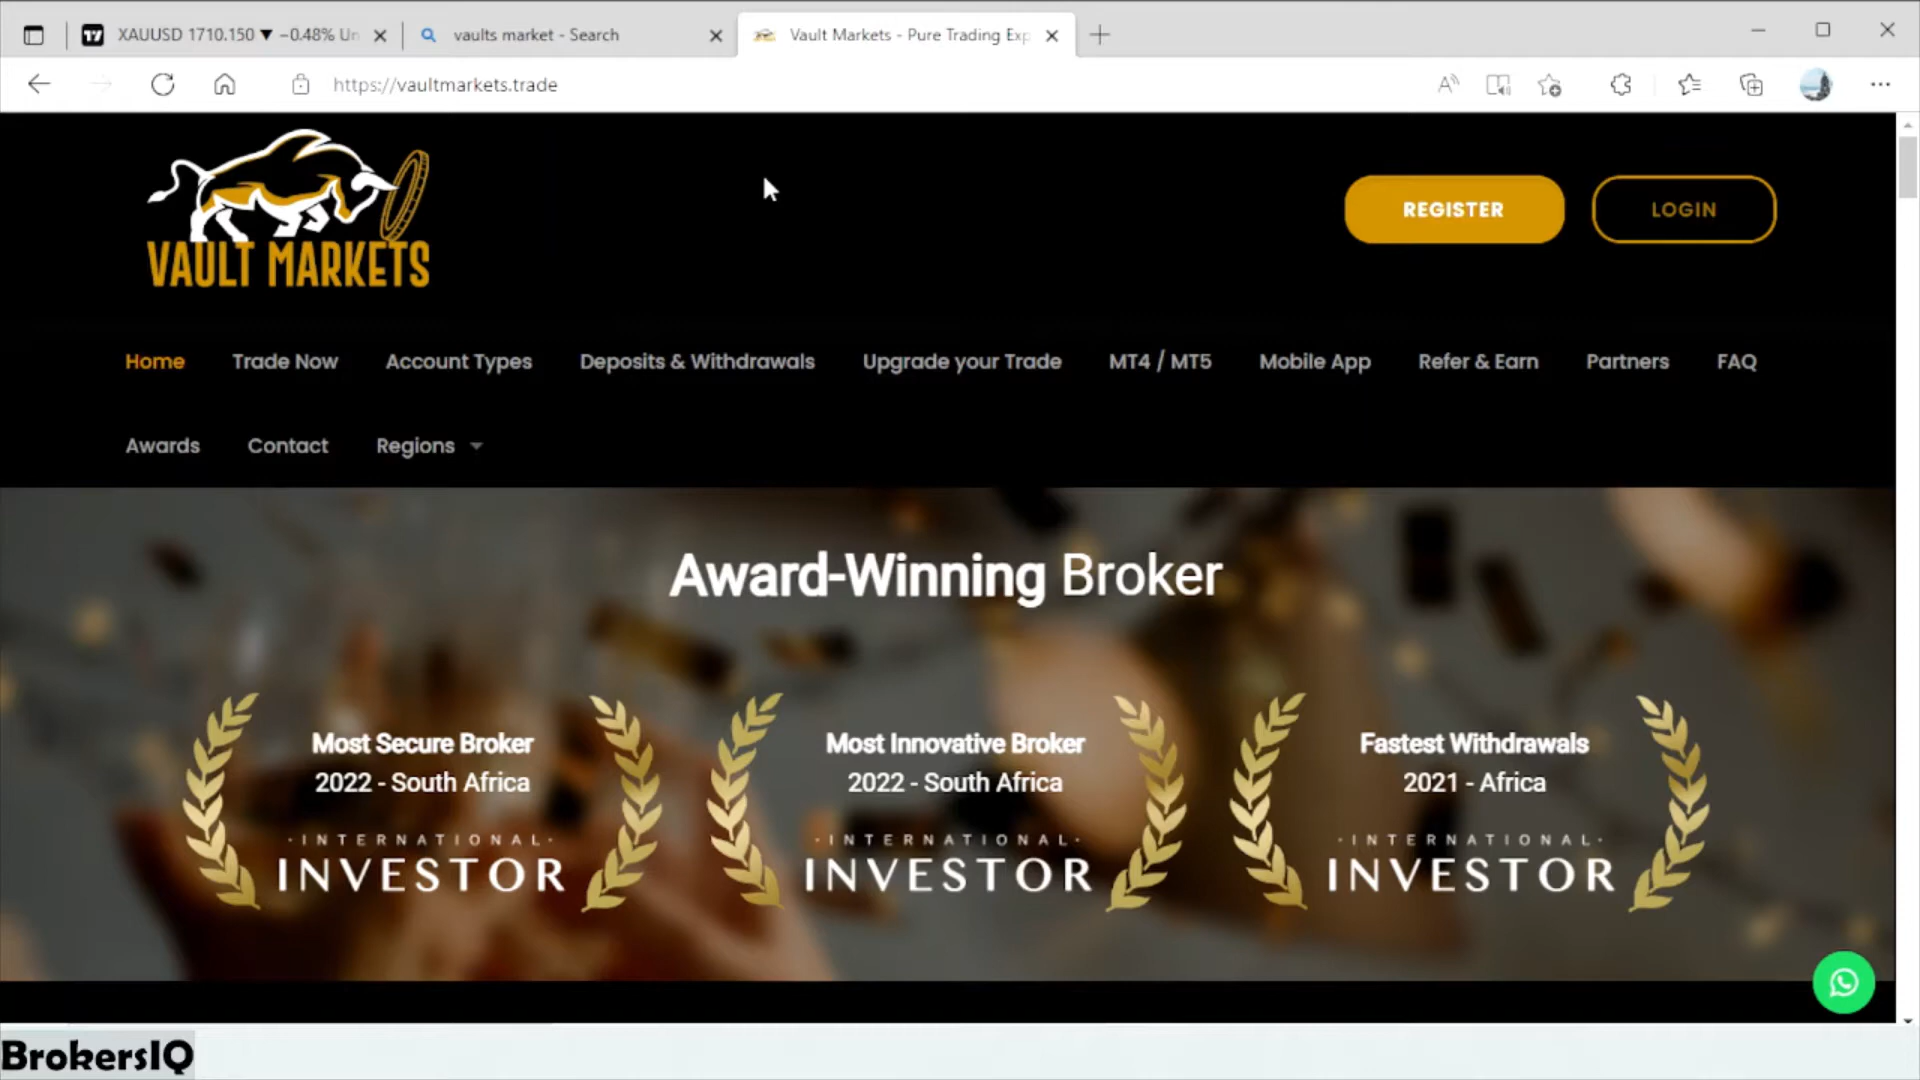 XAUUSD 1710.150 ▼ −0.48% Un
vaults market - Search
Vault Markets - Pure Trading Exp
https://vaultmarkets.trade
VAULT MARKETS
REGISTER
LOGIN
Home
Trade Now
Account Types
Deposits & Withdrawals
Upgrade your Trade
MT4 / MT5
Mobile App
Refer & Earn
Partners
FAQ
Awards
Contact
Regions
Award-Winning Broker
Most Secure Broker
2022 - South Africa
·INTERNATIONAL·
INVESTOR
Most Innovative Broker
2022 - South Africa
·INTERNATIONAL·
INVESTOR
Fastest Withdrawals
2021 - Africa
·INTERNATIONAL·
INVESTOR
BrokersIQ